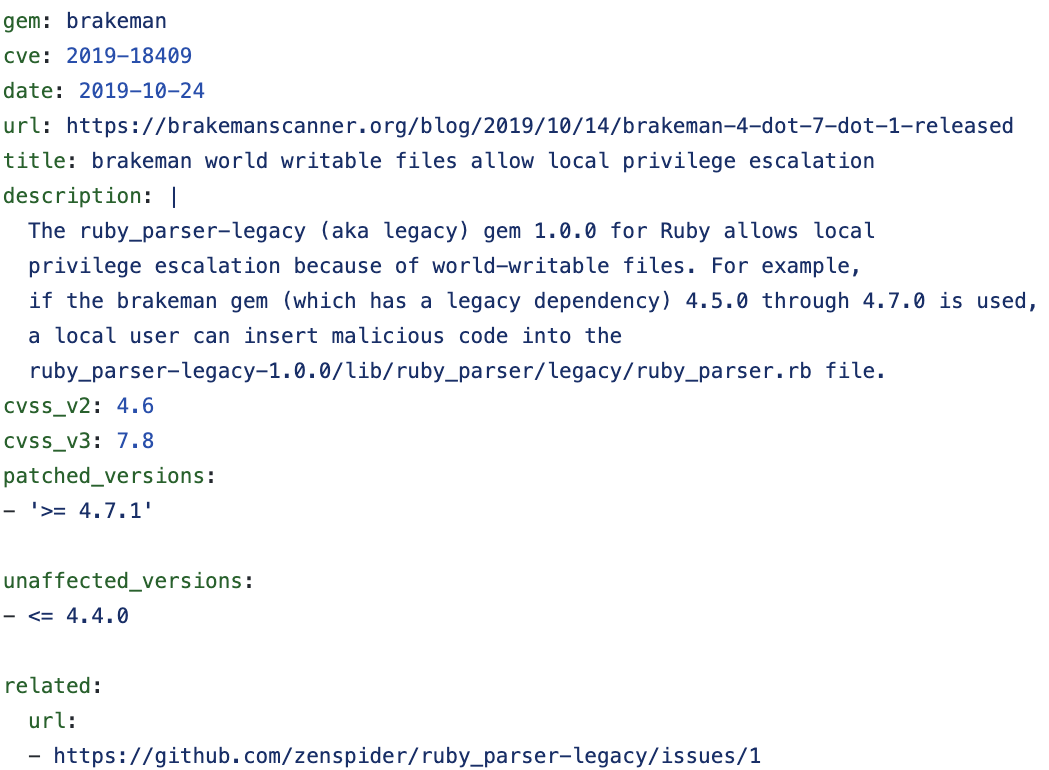 gem: brakeman
cve: 2019-18409
date: 2019-10-24
url: https://brakemanscanner.org/blog/2019/10/14/brakeman-4-dot-7-dot-1-released
title: brakeman world writable files allow local privilege escalation
description: |
  The ruby_parser-legacy (aka legacy) gem 1.0.0 for Ruby allows local
  privilege escalation because of world-writable files. For example,
  if the brakeman gem (which has a legacy dependency) 4.5.0 through 4.7.0 is used,
  a local user can insert malicious code into the
  ruby_parser-legacy-1.0.0/lib/ruby_parser/legacy/ruby_parser.rb file.
cvss_v2: 4.6
cvss_v3: 7.8
patched_versions:
- '>= 4.7.1'

unaffected_versions:
- <= 4.4.0

related:
  url:
  - https://github.com/zenspider/ruby_parser-legacy/issues/1